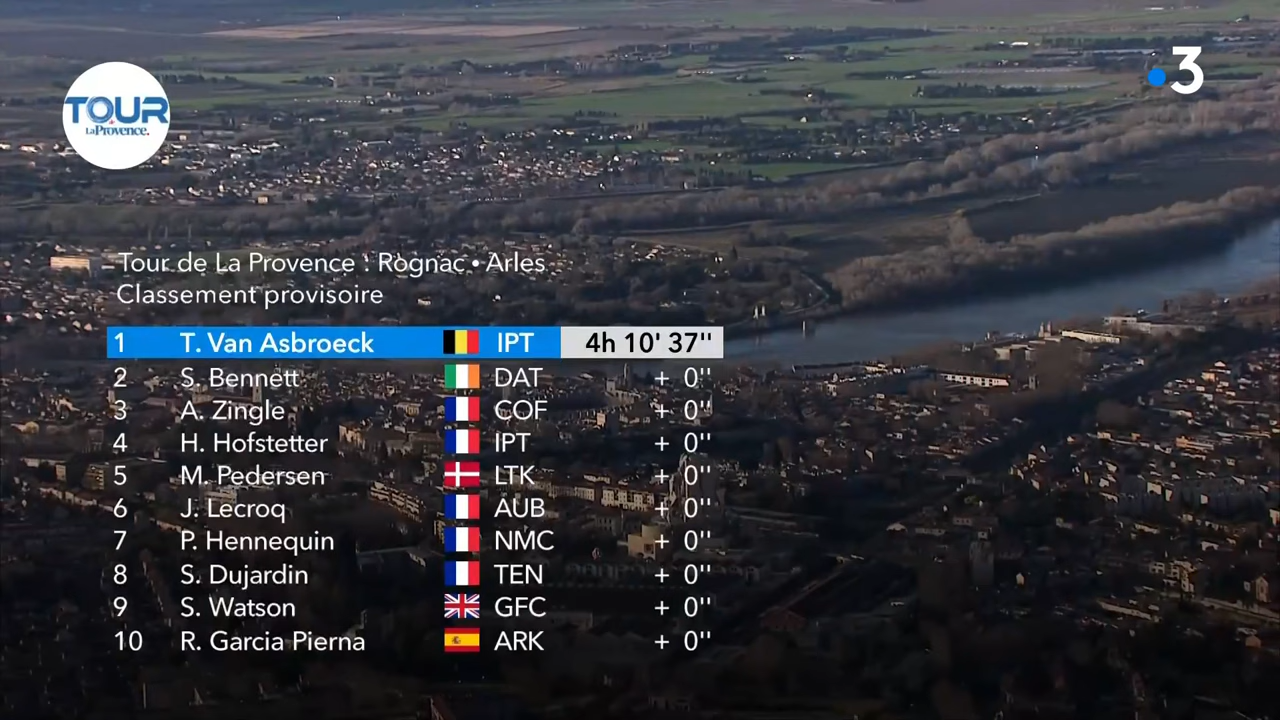 TOUR
La Provence.
3
Tour de La Provence : Rognac • Arles
Classement provisoire
1 T. Van Asbroeck IPT 4h 10' 37''
2 S. Bennett DAT + 0''
3 A. Zingle COF + 0''
4 H. Hofstetter IPT + 0''
5 M. Pedersen LTK + 0''
6 J. Lecroq AUB + 0''
7 P. Hennequin NMC + 0''
8 S. Dujardin TEN + 0''
9 S. Watson GFC + 0''
10 R. Garcia Pierna ARK + 0''